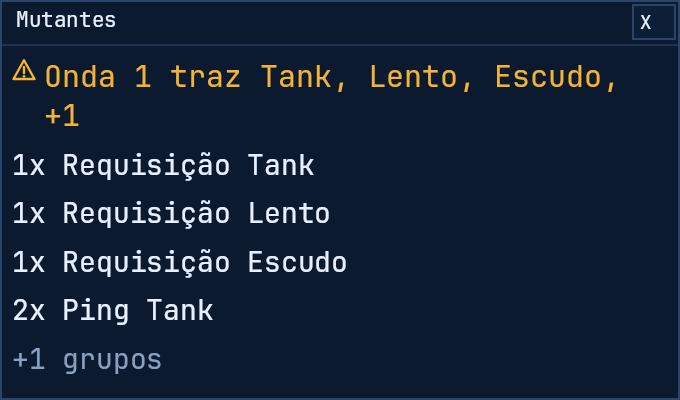 Mutantes
X
Onda 1 traz Tank, Lento, Escudo,
+1
1x Requisição Tank
1x Requisição Lento
1x Requisição Escudo
2x Ping Tank
+1 grupos